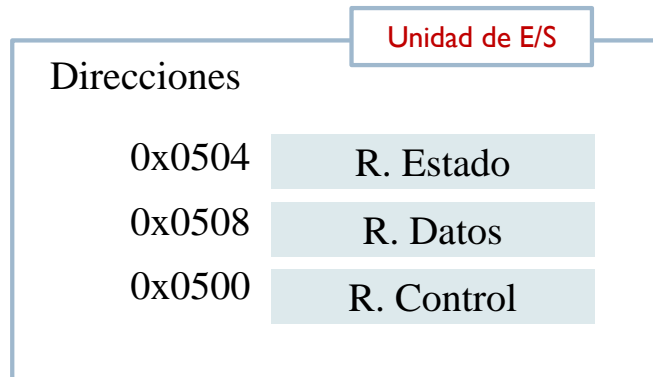 Unidad de E/S
Direcciones
0x0504 R. Estado
0x0508 R. Datos
0x0500 R. Control